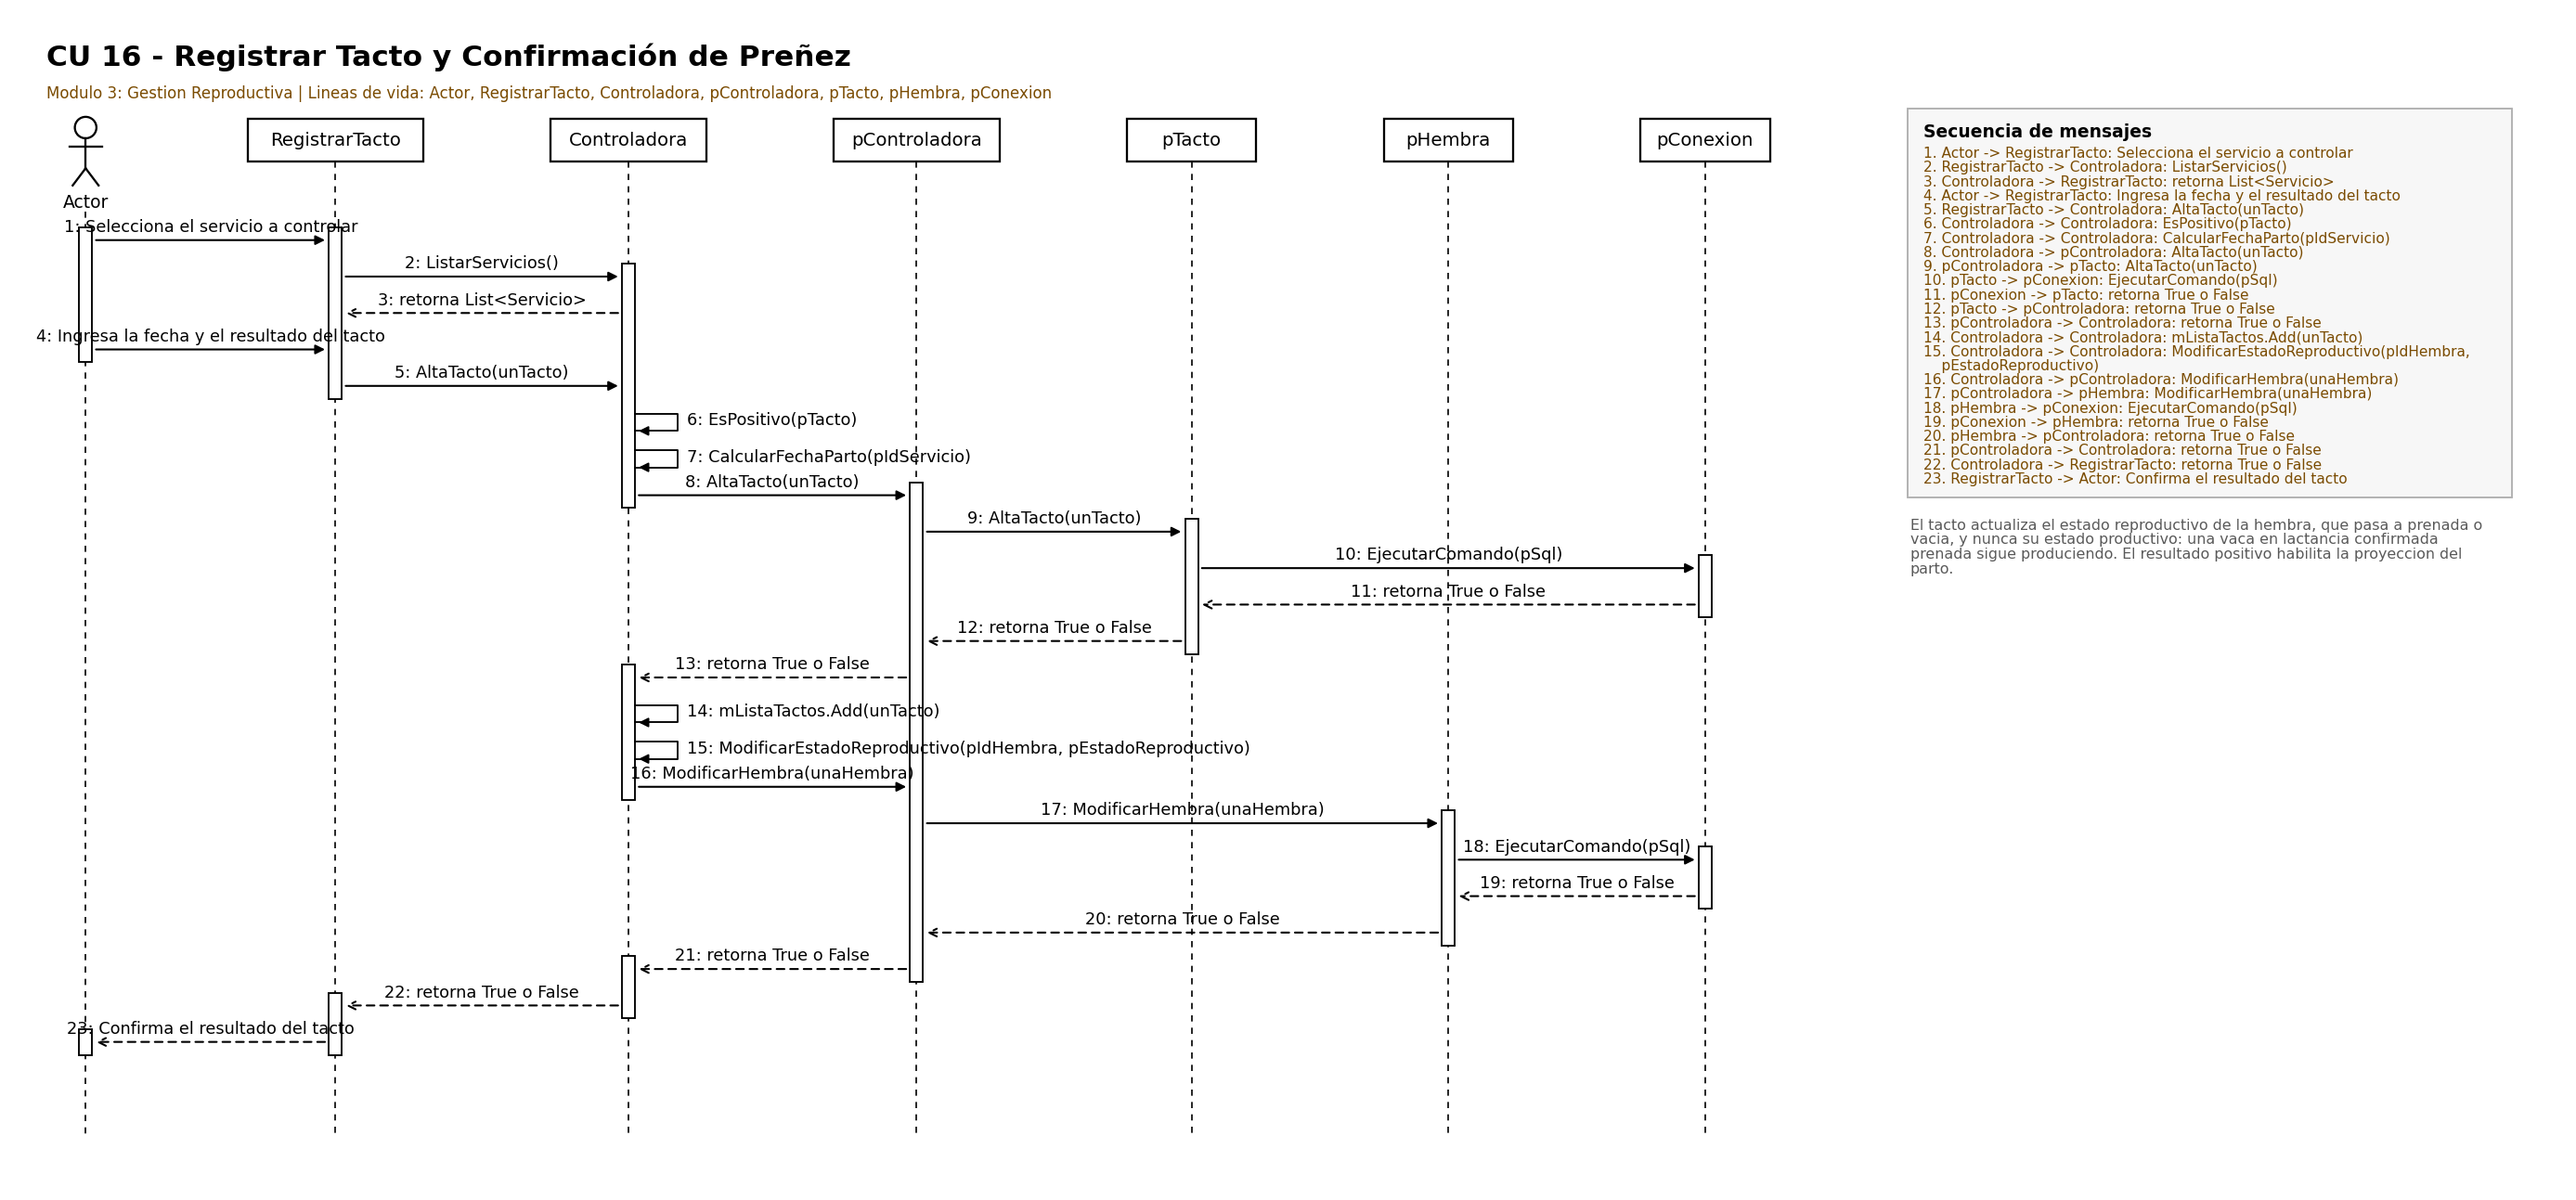 CU 16 - Registrar Tacto y Confirmación de Preñez
Modulo 3: Gestion Reproductiva | Lineas de vida: Actor, RegistrarTacto, Controladora, pControladora, pTacto, pHembra, pConexion
Actor
RegistrarTacto
Controladora
pControladora
pTacto
pHembra
pConexion
1: Selecciona el servicio a controlar
2: ListarServicios()
3: retorna List<Servicio>
4: Ingresa la fecha y el resultado del tacto
5: AltaTacto(unTacto)
6: EsPositivo(pTacto)
7: CalcularFechaParto(pIdServicio)
8: AltaTacto(unTacto)
9: AltaTacto(unTacto)
10: EjecutarComando(pSql)
11: retorna True o False
12: retorna True o False
13: retorna True o False
14: mListaTactos.Add(unTacto)
15: ModificarEstadoReproductivo(pIdHembra, pEstadoReproductivo)
16: ModificarHembra(unaHembra)
17: ModificarHembra(unaHembra)
18: EjecutarComando(pSql)
19: retorna True o False
20: retorna True o False
21: retorna True o False
22: retorna True o False
23: Confirma el resultado del tacto
Secuencia de mensajes
1. Actor -> RegistrarTacto: Selecciona el servicio a controlar
2. RegistrarTacto -> Controladora: ListarServicios()
3. Controladora -> RegistrarTacto: retorna List<Servicio>
4. Actor -> RegistrarTacto: Ingresa la fecha y el resultado del tacto
5. RegistrarTacto -> Controladora: AltaTacto(unTacto)
6. Controladora -> Controladora: EsPositivo(pTacto)
7. Controladora -> Controladora: CalcularFechaParto(pIdServicio)
8. Controladora -> pControladora: AltaTacto(unTacto)
9. pControladora -> pTacto: AltaTacto(unTacto)
10. pTacto -> pConexion: EjecutarComando(pSql)
11. pConexion -> pTacto: retorna True o False
12. pTacto -> pControladora: retorna True o False
13. pControladora -> Controladora: retorna True o False
14. Controladora -> Controladora: mListaTactos.Add(unTacto)
15. Controladora -> Controladora: ModificarEstadoReproductivo(pIdHembra,
pEstadoReproductivo)
16. Controladora -> pControladora: ModificarHembra(unaHembra)
17. pControladora -> pHembra: ModificarHembra(unaHembra)
18. pHembra -> pConexion: EjecutarComando(pSql)
19. pConexion -> pHembra: retorna True o False
20. pHembra -> pControladora: retorna True o False
21. pControladora -> Controladora: retorna True o False
22. Controladora -> RegistrarTacto: retorna True o False
23. RegistrarTacto -> Actor: Confirma el resultado del tacto
El tacto actualiza el estado reproductivo de la hembra, que pasa a prenada o
vacia, y nunca su estado productivo: una vaca en lactancia confirmada
prenada sigue produciendo. El resultado positivo habilita la proyeccion del
parto.